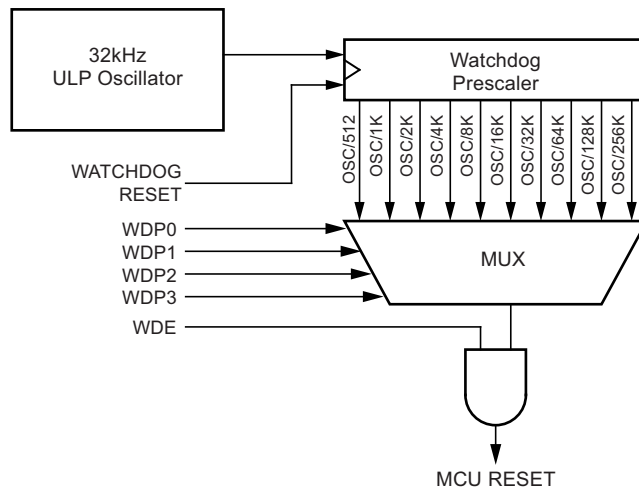 32kHz
ULP Oscillator
Watchdog
Prescaler
OSC/512
OSC/1K
OSC/2K
OSC/4K
OSC/8K
OSC/16K
OSC/32K
OSC/64K
OSC/128K
OSC/256K
WATCHDOG
RESET
WDP0
WDP1
WDP2
WDP3
MUX
WDE
MCU RESET